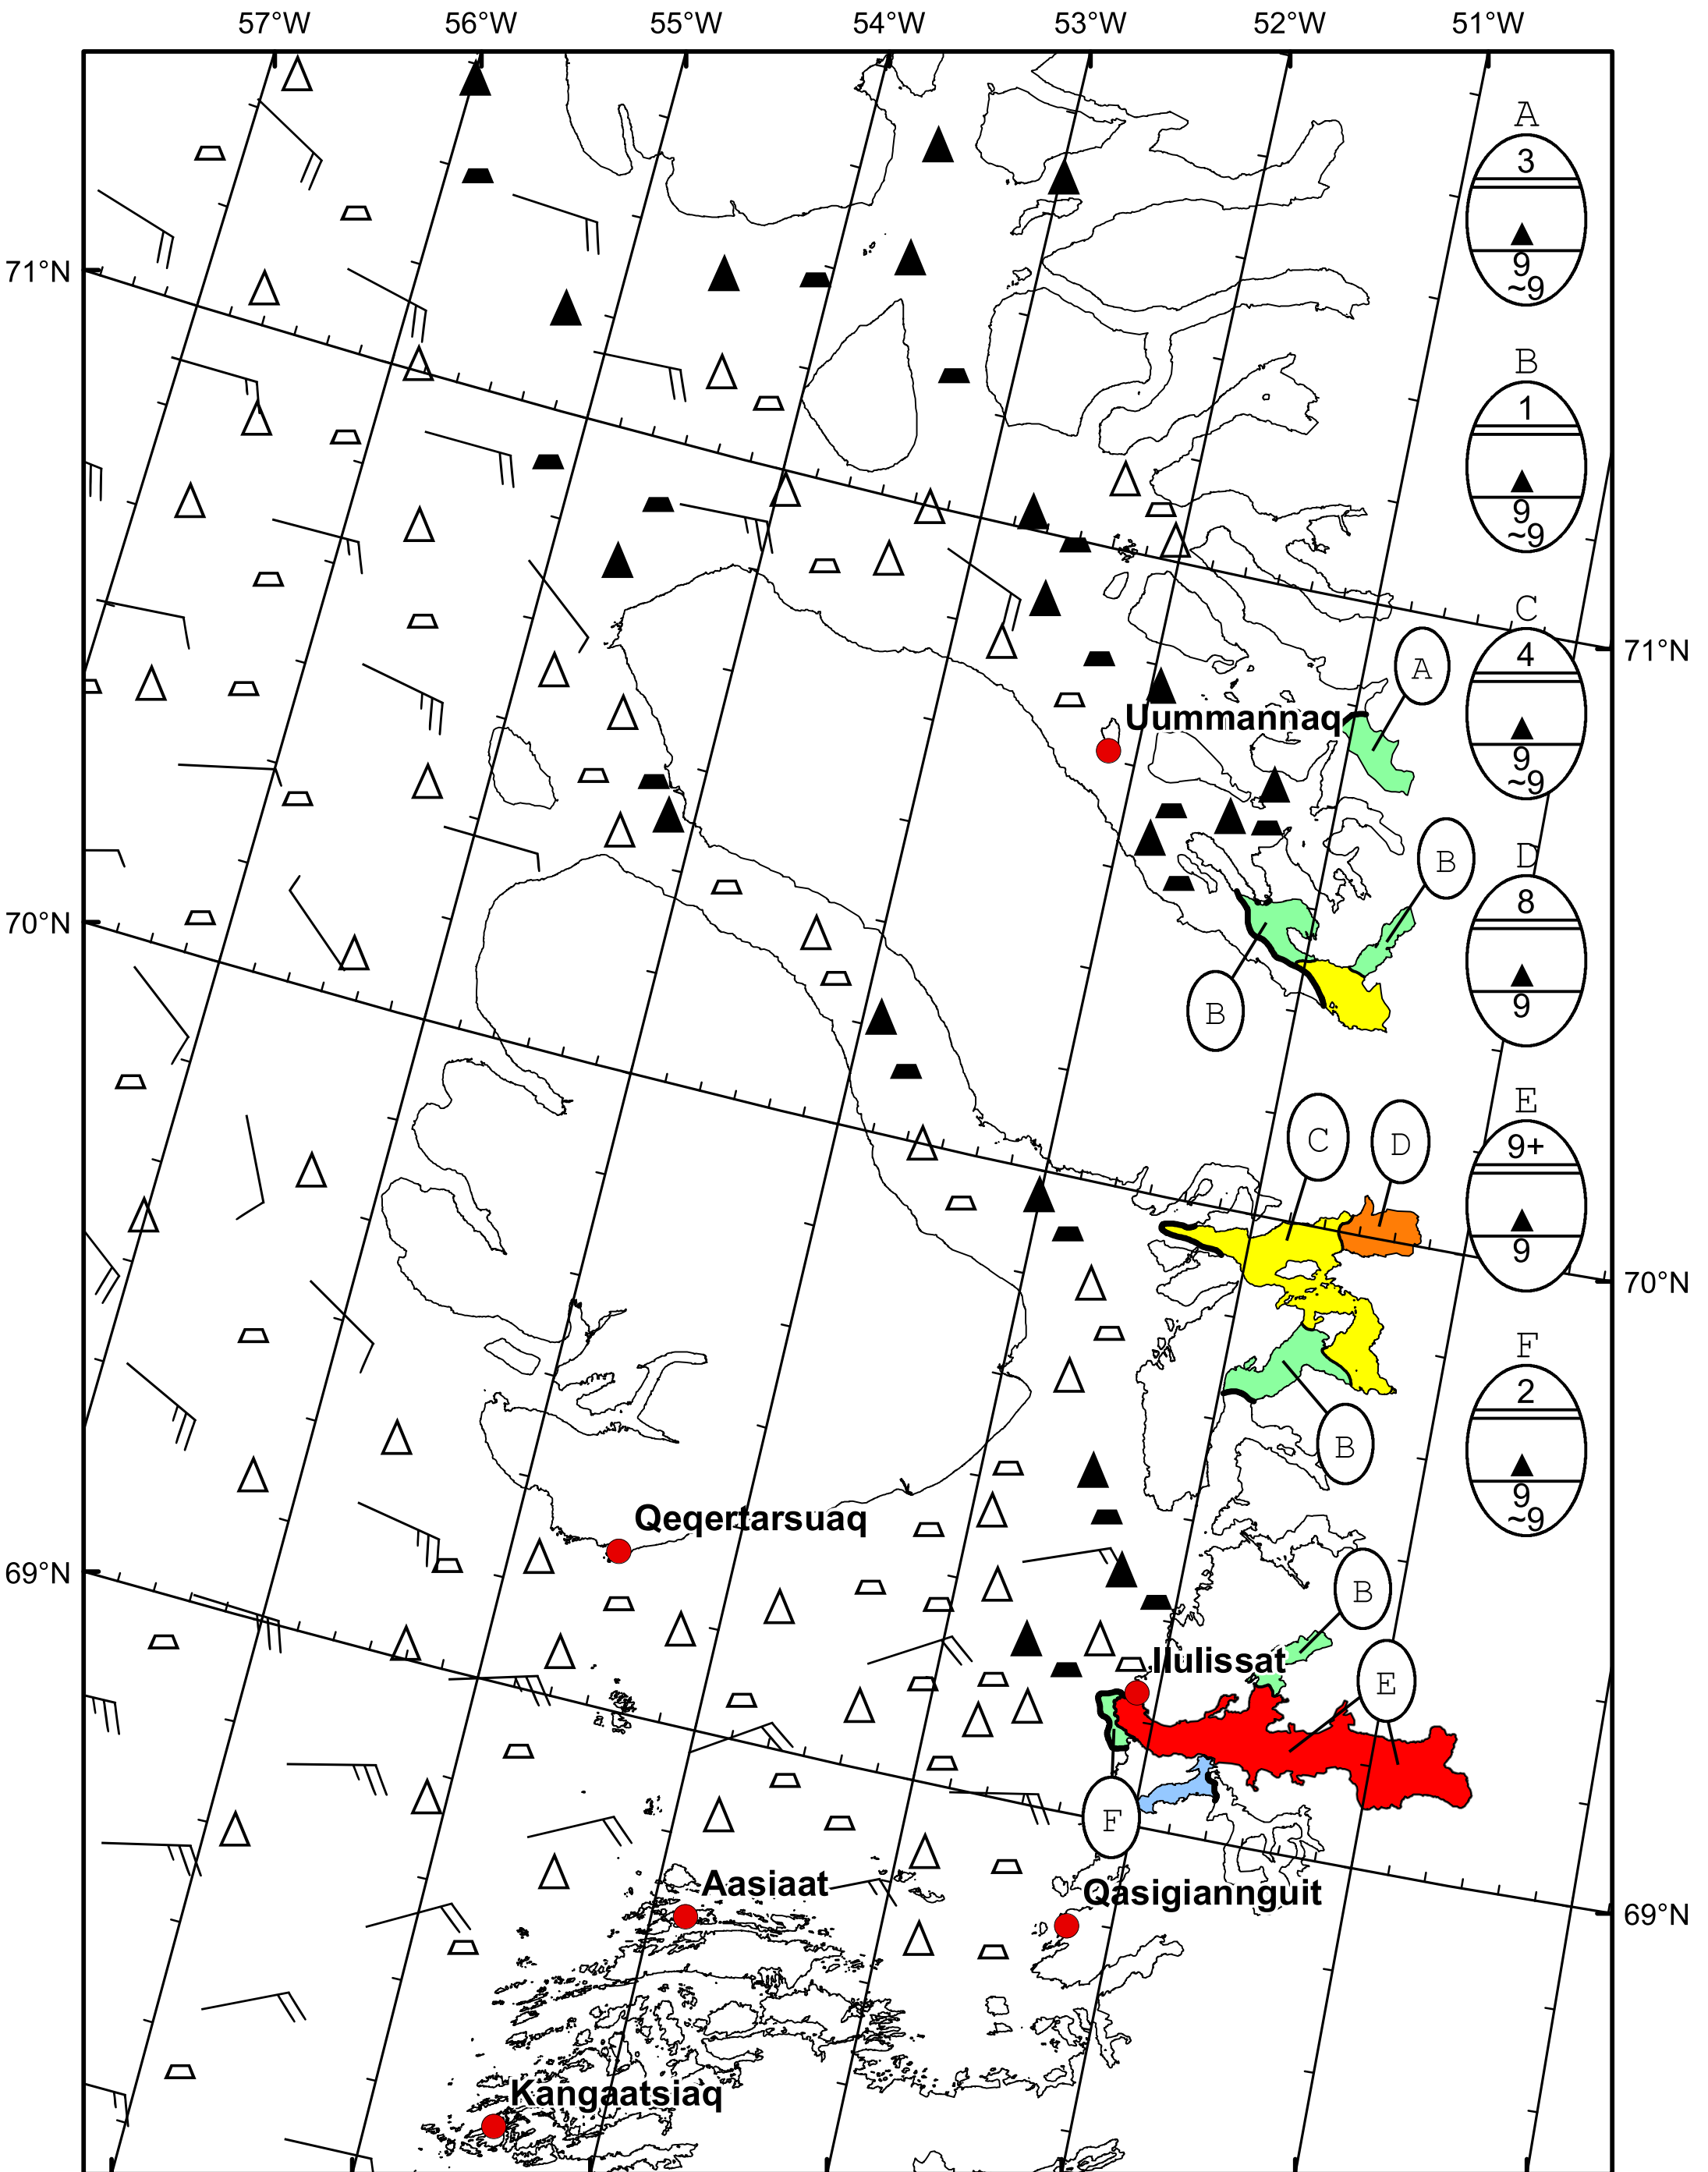 57°W 56°W 55°W 54°W 53°W 52°W 51°W
A
3
9
~9
71°N
B
1
9
~9
C
4
9
~9
71°N
A
Uummannaq
B
D
8
9
70°N
B
C
D
E
9+
9
70°N
F
2
9
~9
B
Qeqertarsuaq
69°N
B
Ilulissat
E
F
Aasiaat
Qasigiannguit
69°N
Kangaatsiaq